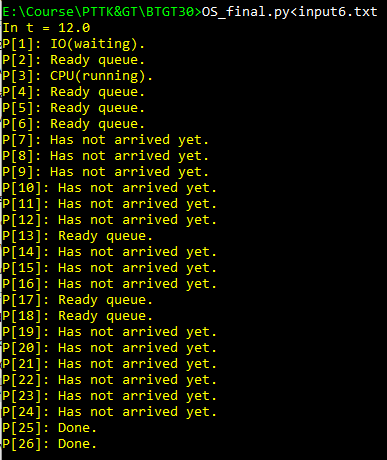 E:\Course\PTTK&GT\BTGT30>OS_final.py<input6.txt
In t = 12.0
P[1]: IO(waiting).
P[2]: Ready queue.
P[3]: CPU(running).
P[4]: Ready queue.
P[5]: Ready queue.
P[6]: Ready queue.
P[7]: Has not arrived yet.
P[8]: Has not arrived yet.
P[9]: Has not arrived yet.
P[10]: Has not arrived yet.
P[11]: Has not arrived yet.
P[12]: Has not arrived yet.
P[13]: Ready queue.
P[14]: Has not arrived yet.
P[15]: Has not arrived yet.
P[16]: Has not arrived yet.
P[17]: Ready queue.
P[18]: Ready queue.
P[19]: Has not arrived yet.
P[20]: Has not arrived yet.
P[21]: Has not arrived yet.
P[22]: Has not arrived yet.
P[23]: Has not arrived yet.
P[24]: Has not arrived yet.
P[25]: Done.
P[26]: Done.